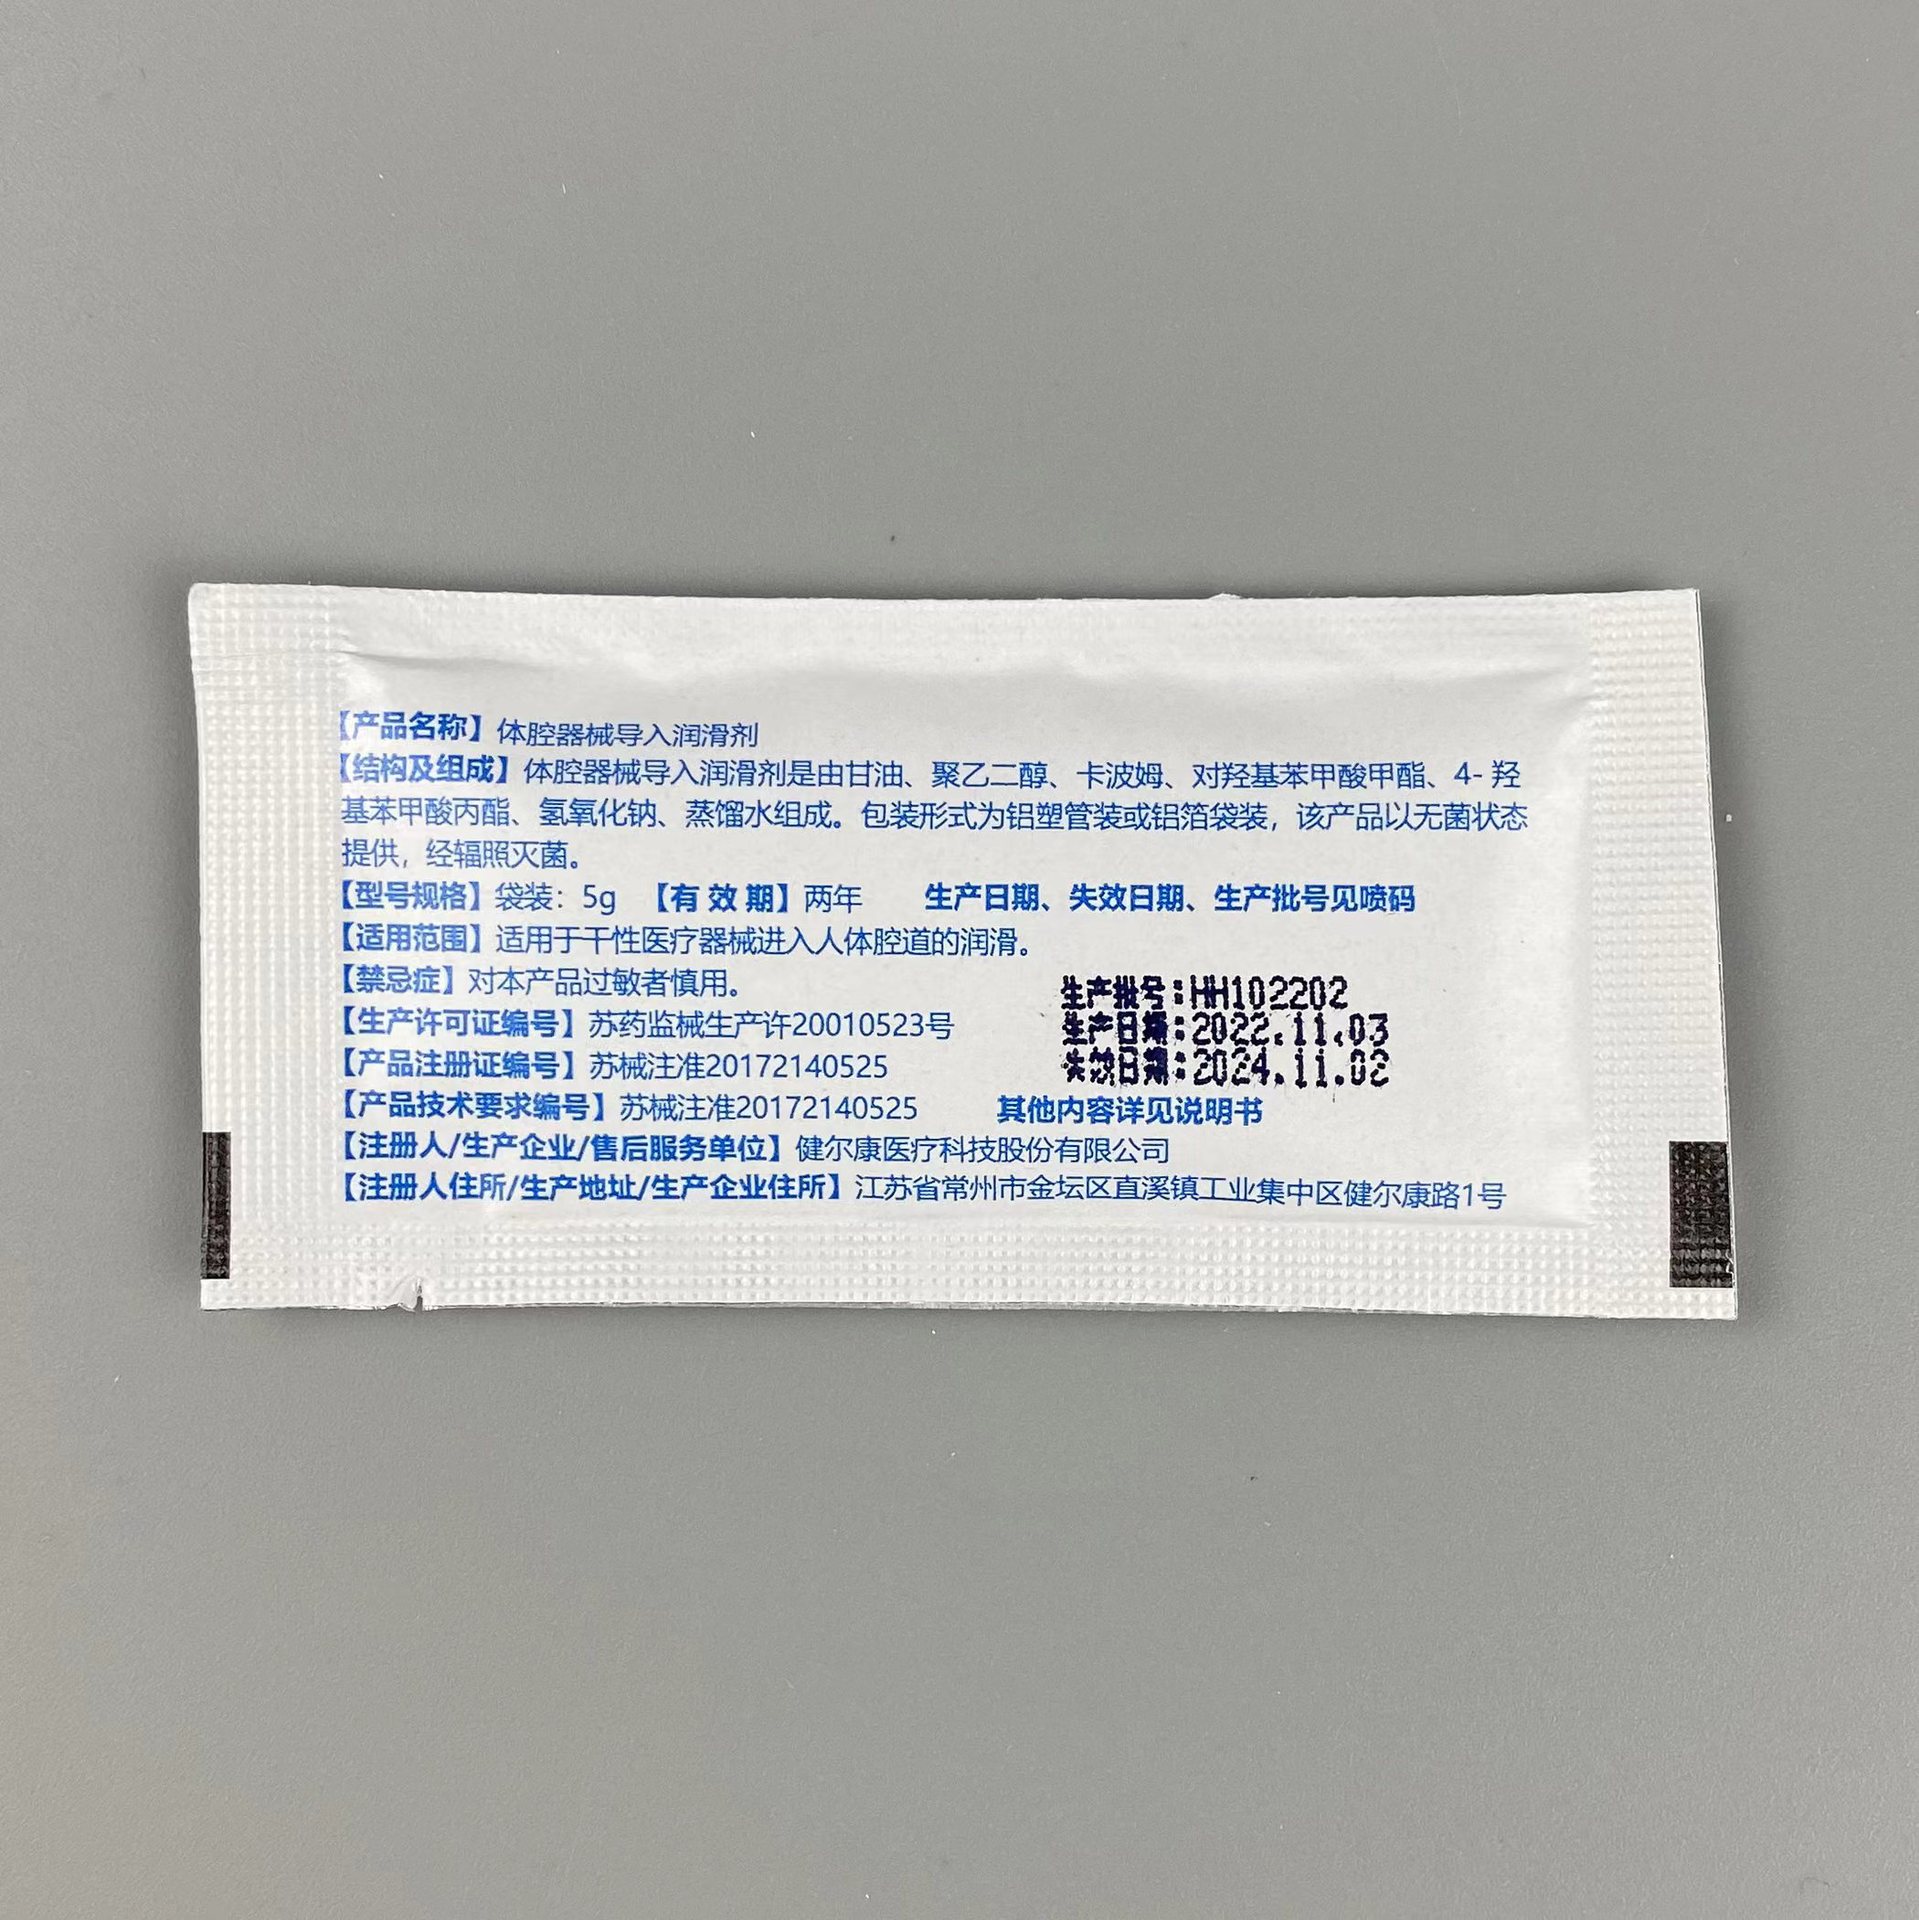 【产品名称】体腔器械导入润滑剂
【结构及组成】体腔器械导入润滑剂是由甘油、聚乙二醇、卡波姆、对羟基苯甲酸甲酯、4-羟
基苯甲酸丙酯、氢氧化钠、蒸馏水组成。包装形式为铝塑管装或铝箔袋装，该产品以无菌状态
提供，经辐照灭菌。
【型号规格】袋装：5g 【有 效 期】两年 生产日期、失效日期、生产批号见喷码
【适用范围】适用于干性医疗器械进入人体腔道的润滑。
【禁忌症】对本产品过敏者慎用。
生产批号:HH102202
【生产许可证编号】苏药监械生产许20010523号
生产日期:2022.11.03
【产品注册证编号】苏械注准20172140525
失效日期:2024.11.02
【产品技术要求编号】苏械注准20172140525 其他内容详见说明书
【注册人/生产企业/售后服务单位】健尔康医疗科技股份有限公司
【注册人住所/生产地址/生产企业住所】江苏省常州市金坛区直溪镇工业集中区健尔康路1号